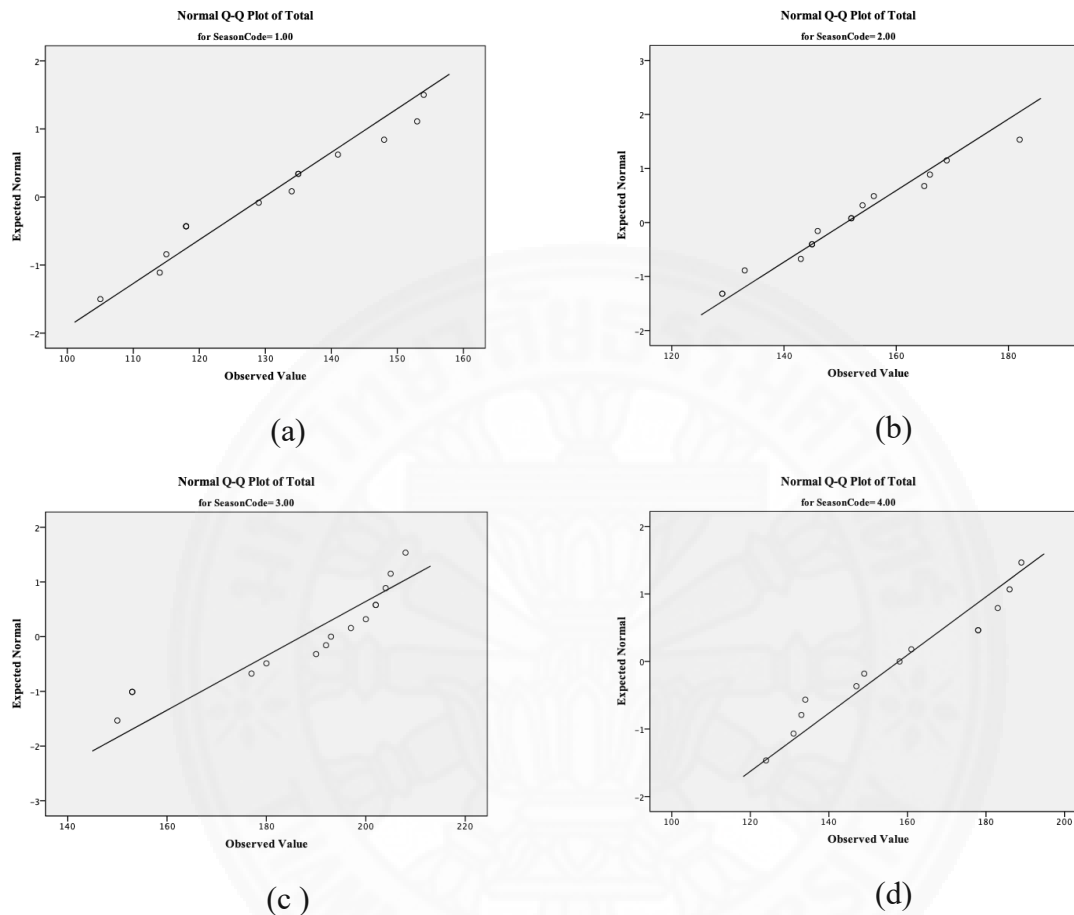 Normal Q-Q Plot of Total
for SeasonCode= 1.00
Expected Normal
2
1
0
-1
-2
100 110 120 130 140 150 160
Observed Value
(a)
Normal Q-Q Plot of Total
for SeasonCode= 2.00
Expected Normal
3
2
1
0
-1
-2
120 140 160 180
Observed Value
(b)
Normal Q-Q Plot of Total
for SeasonCode= 3.00
Expected Normal
2
1
0
-1
-2
-3
140 160 180 200 220
Observed Value
(c )
Normal Q-Q Plot of Total
for SeasonCode= 4.00
Expected Normal
2
1
0
-1
-2
100 120 140 160 180 200
Observed Value
(d)